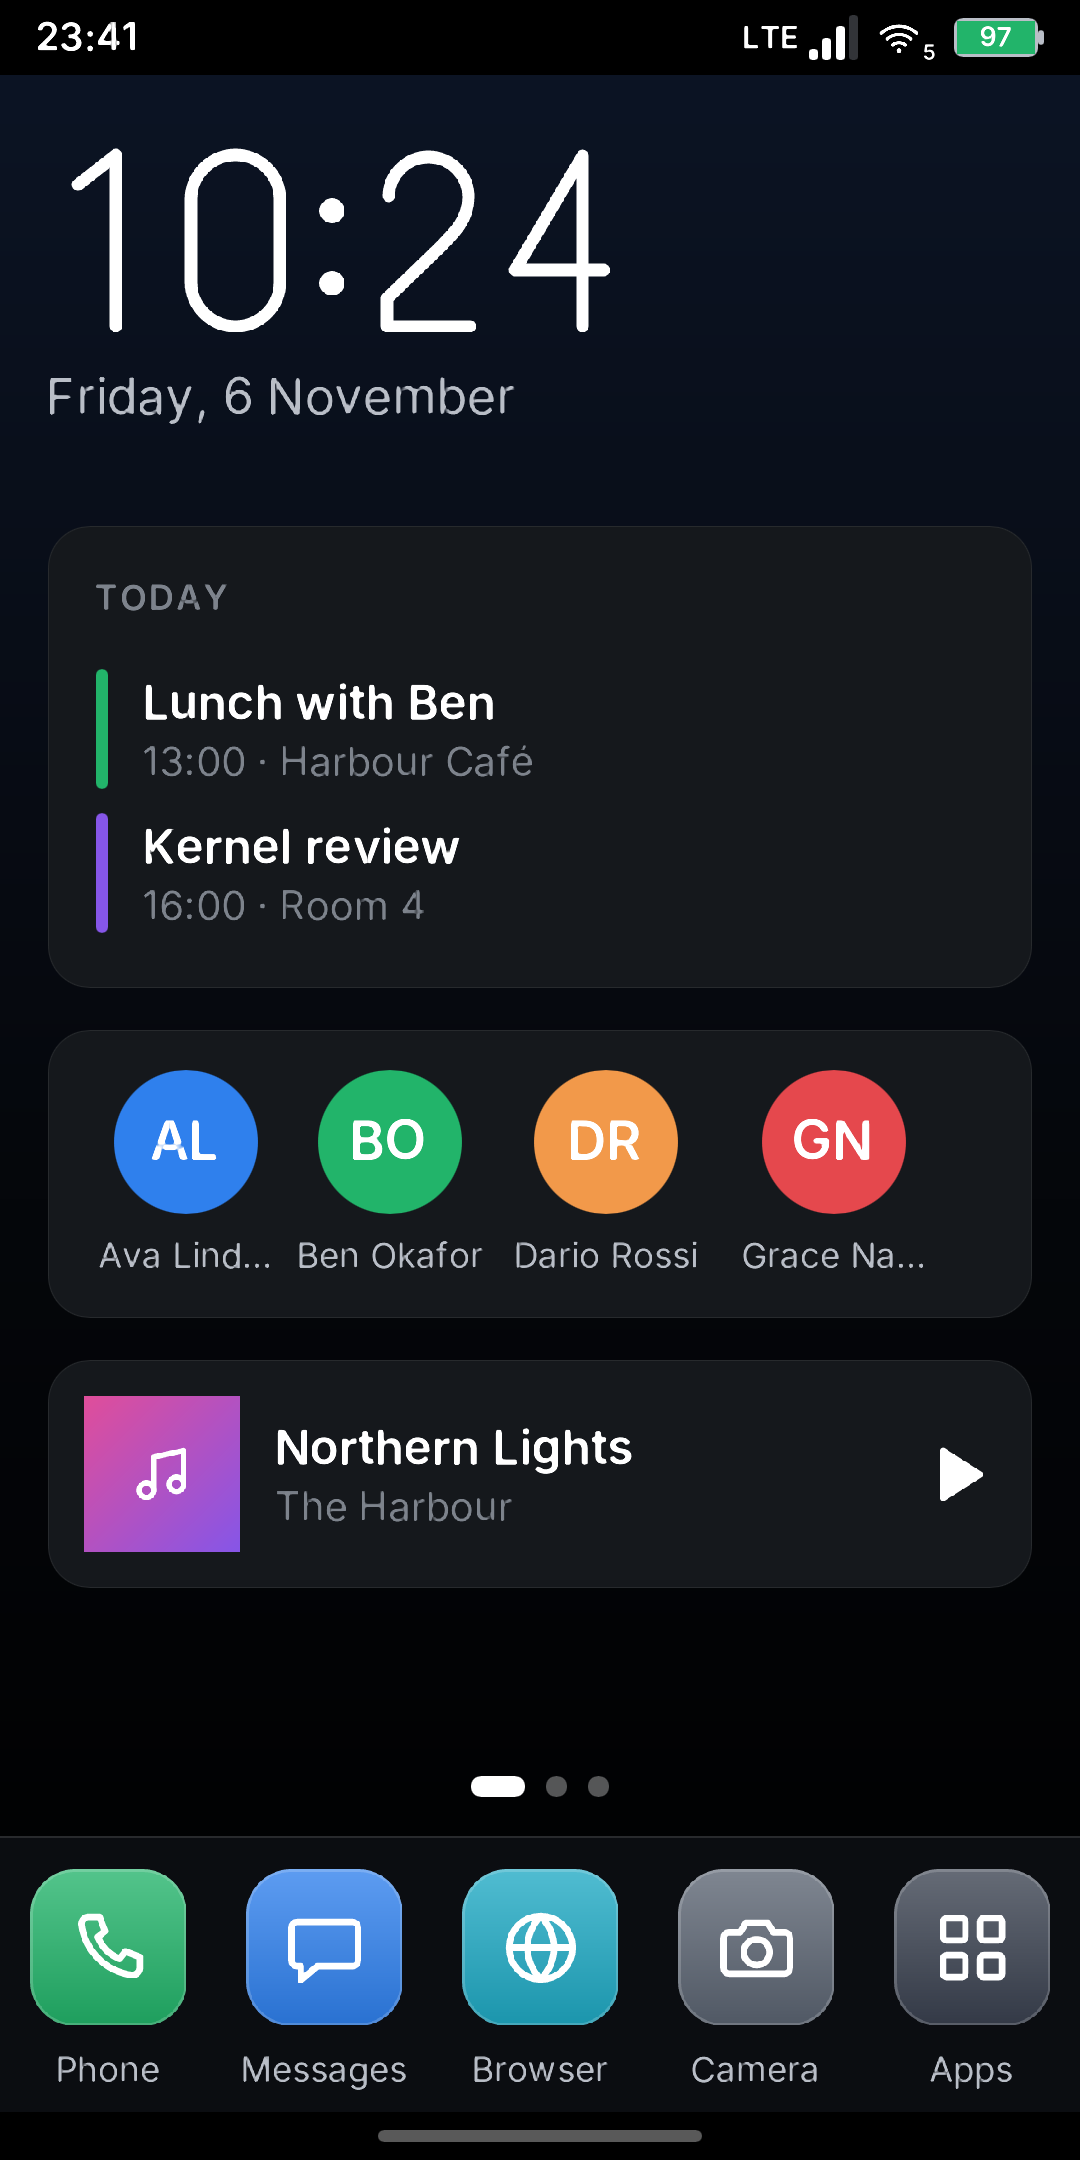 23:41
LTE
5
97
10:24
Friday, 6 November
TODAY
Lunch with Ben
13:00 · Harbour Café
Kernel review
16:00 · Room 4
AL BO DR GN
Ava Lind... Ben Okafor Dario Rossi Grace Na...
Northern Lights
The Harbour
Phone Messages Browser Camera Apps